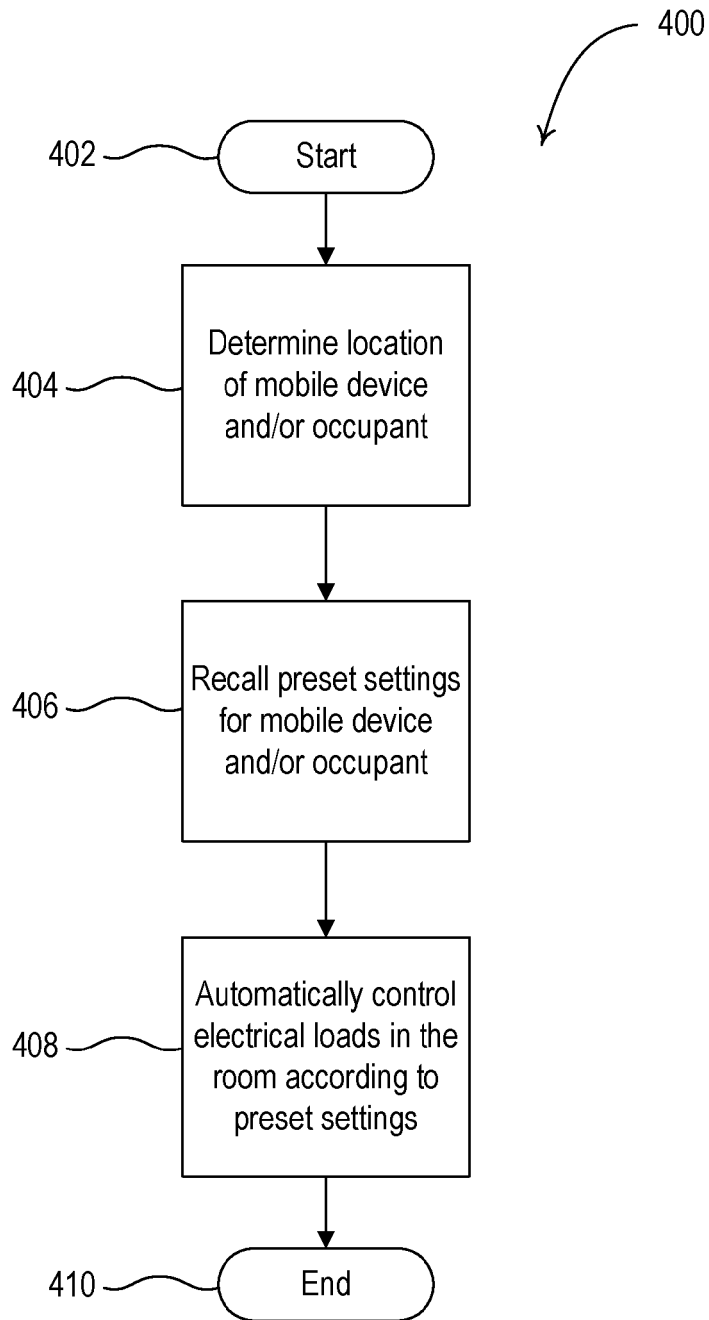 400
402
Start
404
Determine location
of mobile device
and/or occupant
406
Recall preset settings
for mobile device
and/or occupant
408
Automatically control
electrical loads in the
room according to
preset settings
410
End